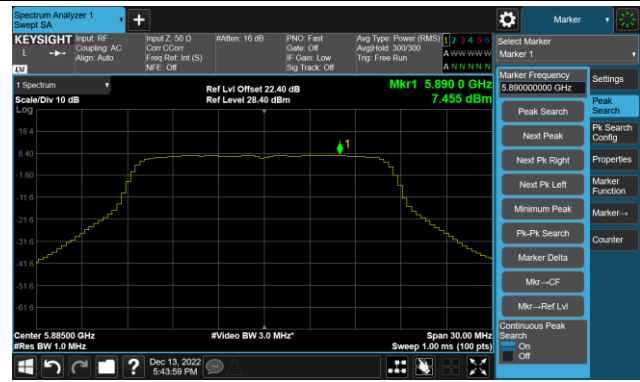 Spectrum Analyzer 1
Swept SA
Marker
KEYSIGHT
L
LXI
Input: RF
Coupling: AC
Align: Auto
Input Z: 50 Ω
Corr CCorr
Freq Ref: Int (S)
NFE: Off
#Atten: 16 dB
PNO: Fast
Gate: Off
IF Gain: Low
Sig Track: Off
Avg Type: Power (RMS)
Avg|Hold: 300/300
Trig: Free Run
1 2 3 4 5 6
A W W W W W
A N N N N N
Select Marker
Marker 1
1 Spectrum
Scale/Div 10 dB
Log
Ref Lvl Offset 22.40 dB
Ref Level 28.40 dBm
Mkr1 5.890 0 GHz
7.455 dBm
18.4
8.40
-1.60
-11.6
-21.6
-31.6
-41.6
-51.6
-61.6
1
Center 5.88500 GHz
#Res BW 1.0 MHz
#Video BW 3.0 MHz*
Span 30.00 MHz
Sweep 1.00 ms (100 pts)
Marker Frequency
5.890000000 GHz
Peak Search
Next Peak
Next Pk Right
Next Pk Left
Minimum Peak
Pk-Pk Search
Marker Delta
Mkr→CF
Mkr→Ref Lvl
Continuous Peak
Search
On
Off
Settings
Peak
Search
Pk Search
Config
Properties
Marker
Function
Marker→
Counter
?
Dec 13, 2022
5:43:59 PM